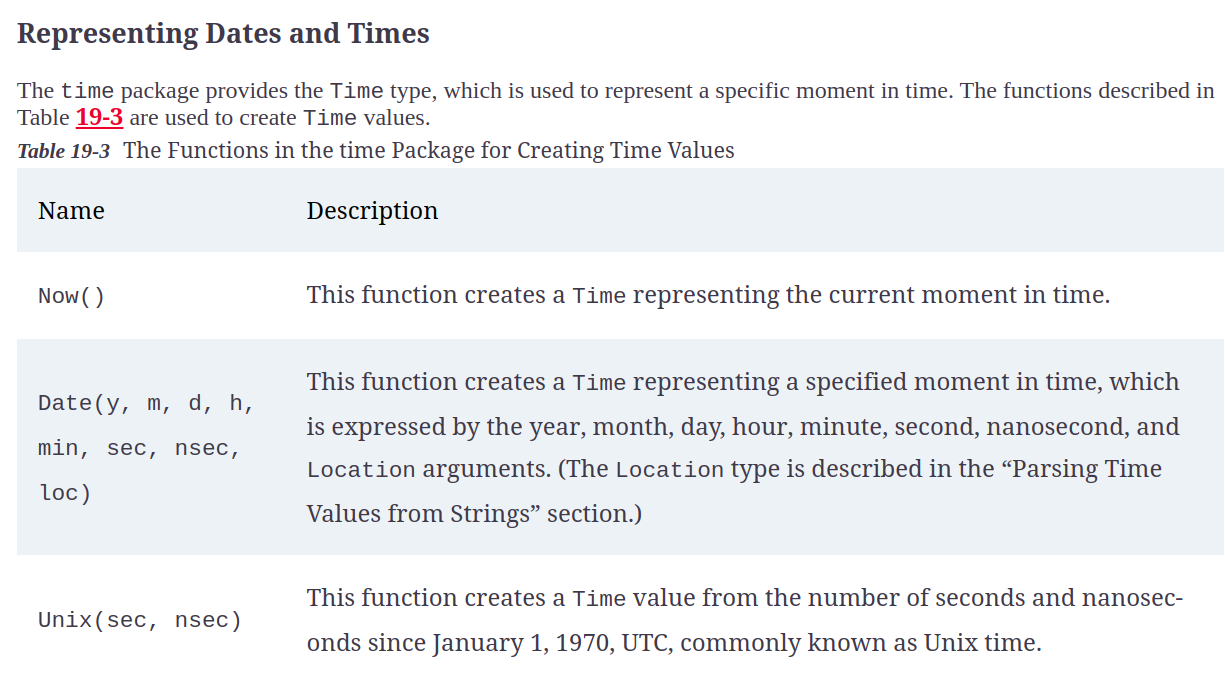 Representing Dates and Times
The time package provides the Time type, which is used to represent a specific moment in time. The functions described in
Table 19-3 are used to create Time values.
Table 19-3 The Functions in the time Package for Creating Time Values
Name Description
Now() This function creates a Time representing the current moment in time.
Date(y, m, d, h,
min, sec, nsec,
loc)
This function creates a Time representing a specified moment in time, which
is expressed by the year, month, day, hour, minute, second, nanosecond, and
Location arguments. (The Location type is described in the “Parsing Time
Values from Strings” section.)
Unix(sec, nsec)
This function creates a Time value from the number of seconds and nanosec-
onds since January 1, 1970, UTC, commonly known as Unix time.